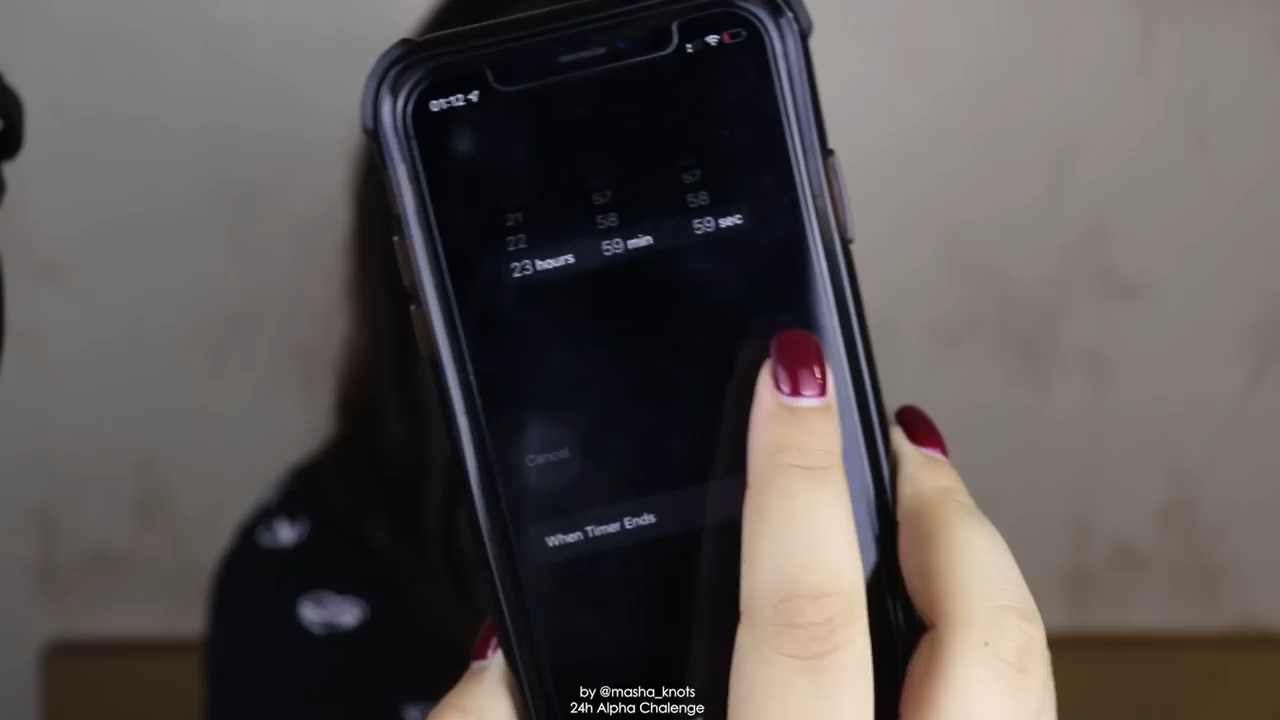 01:12
57
57
58
58
21
22
59 sec
59 min
23 hours
Cancel
When Timer Ends
by @masha_knots
24h Alpha Chalenge